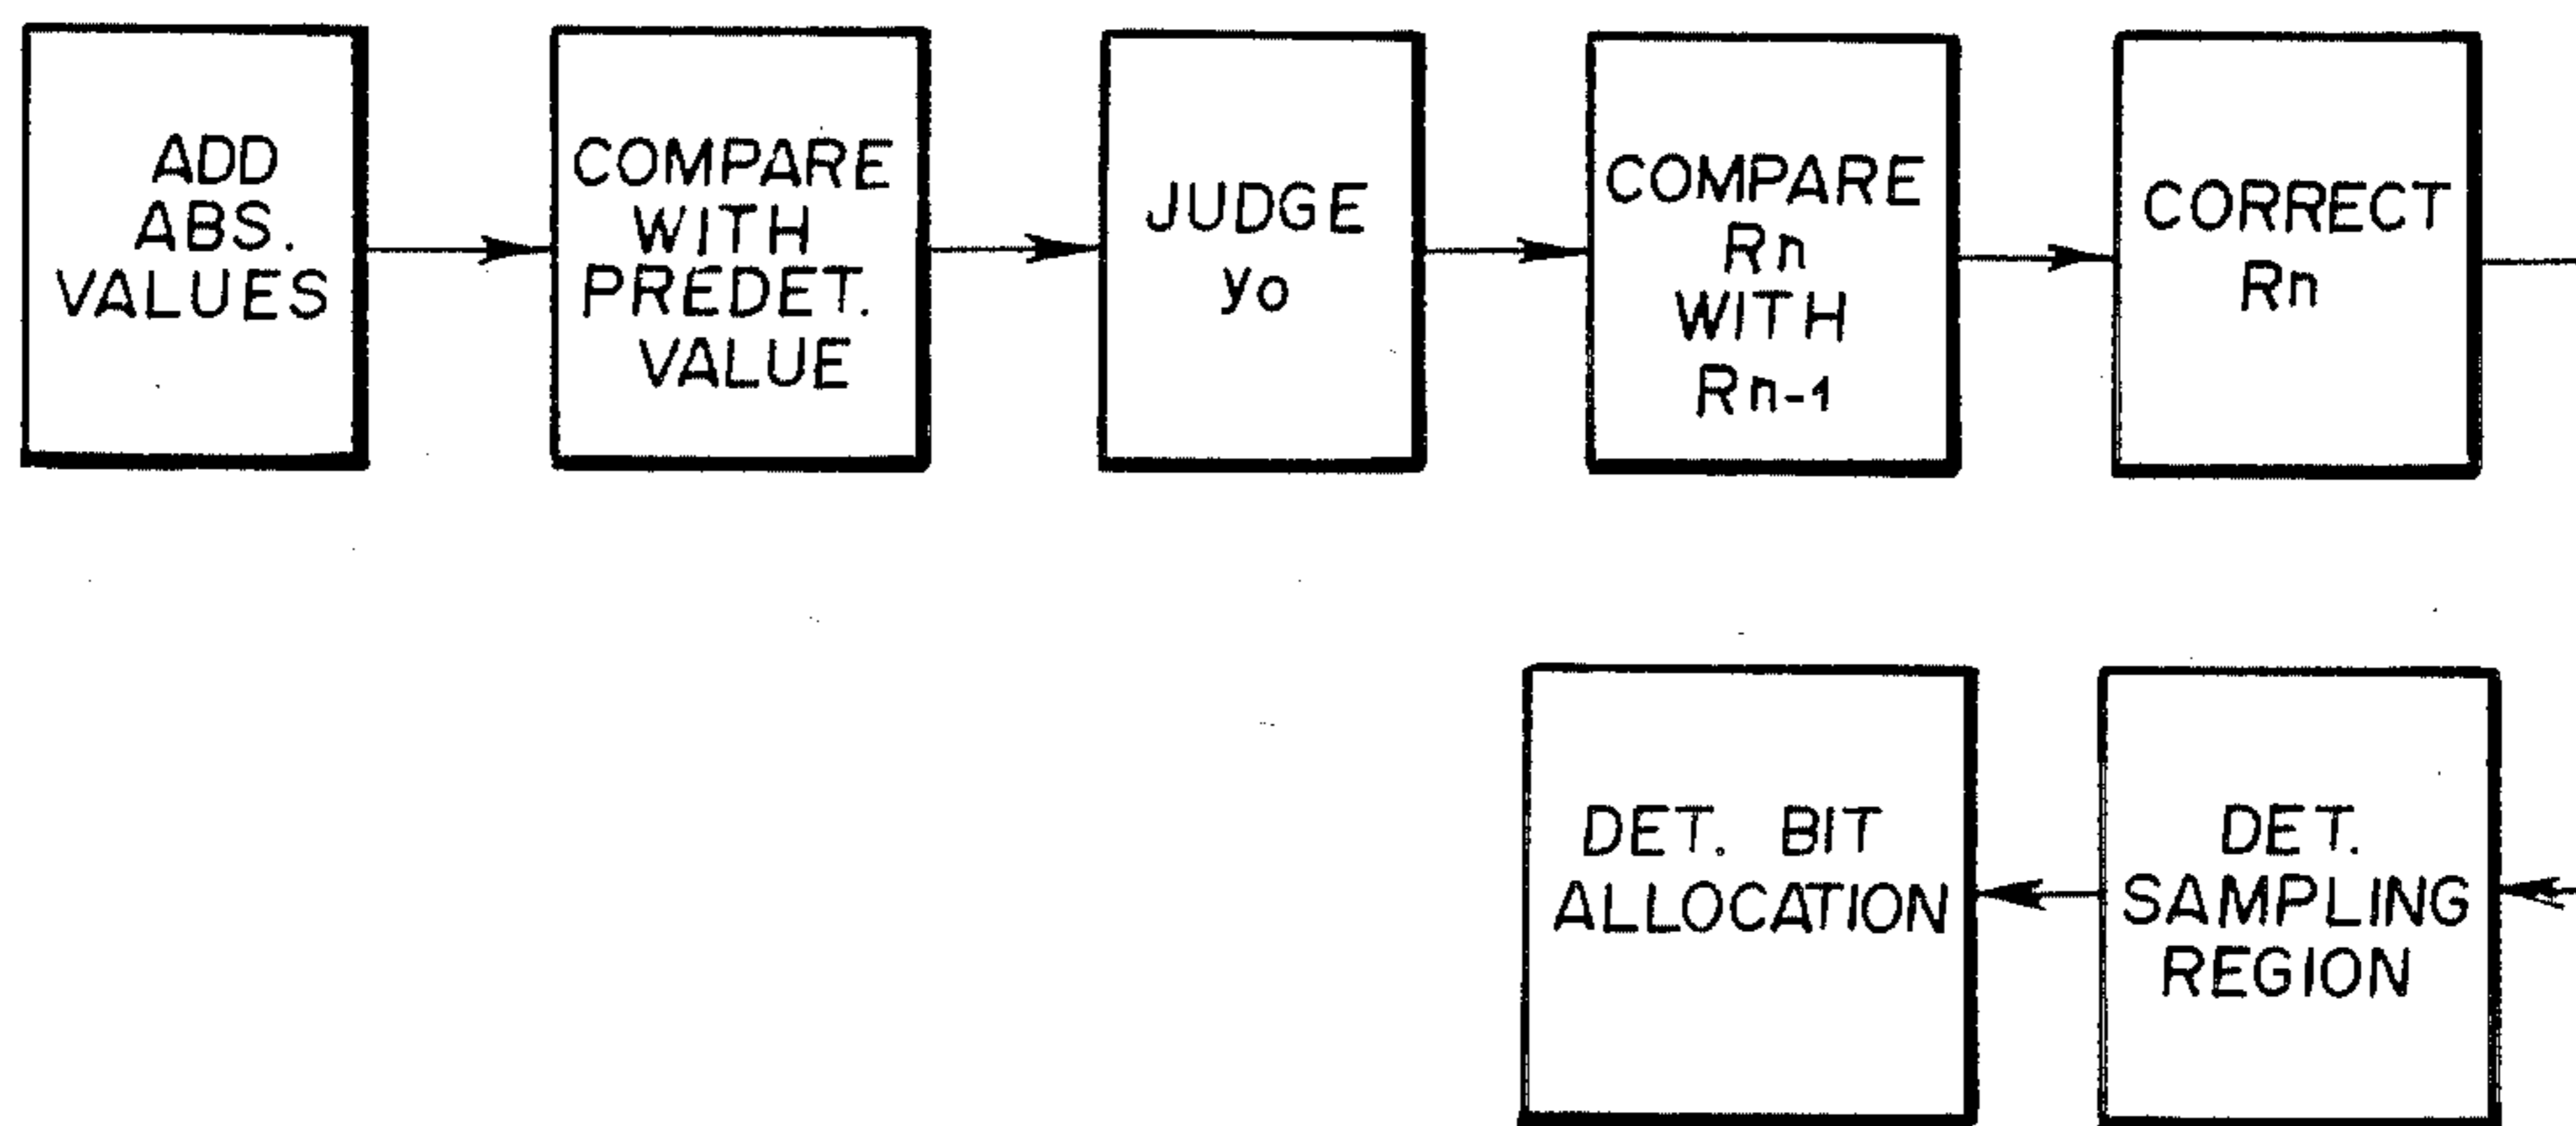 ADD
ABS.
VALUES
COMPARE
WITH
PREDET.
VALUE
JUDGE
yo
COMPARE
Rn
WITH
Rn-1
CORRECT
Rn
DET. BIT
ALLOCATION
DET.
SAMPLING
REGION